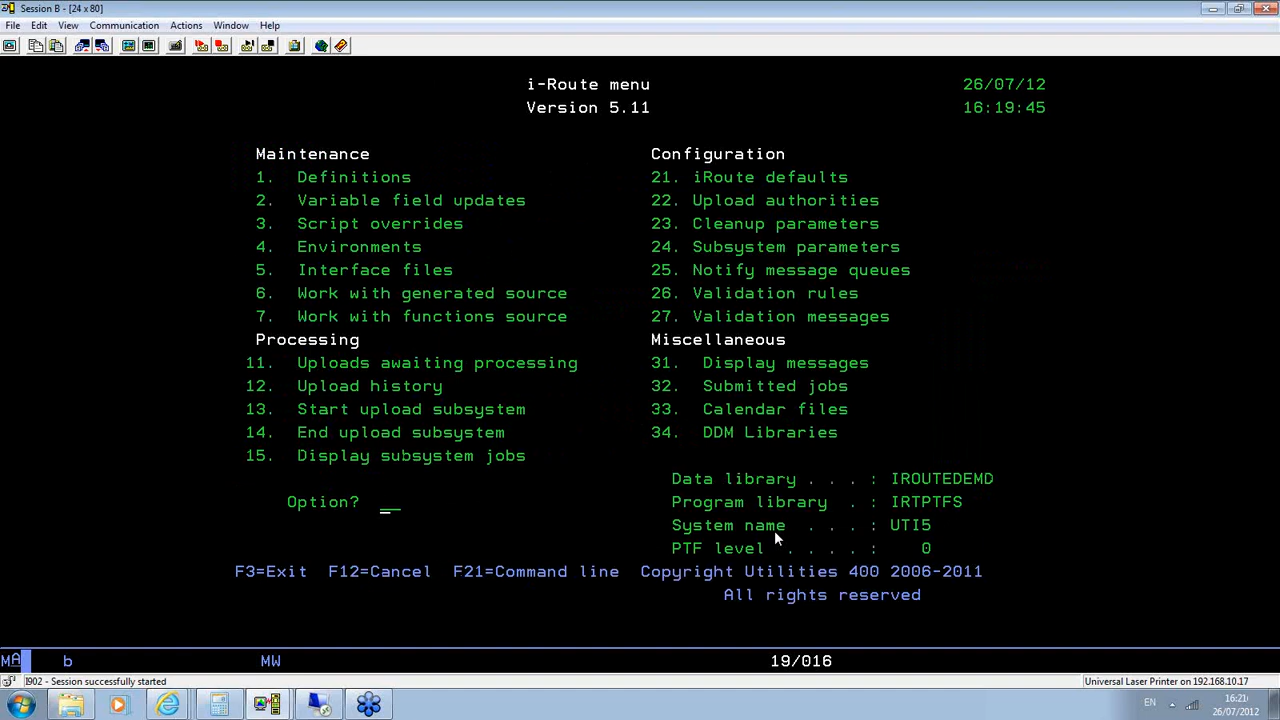 Session B - [24 x 80]
File Edit View Communication Actions Window Help
i-Route menu 26/07/12
Version 5.11 16:19:45
Maintenance Configuration
1. Definitions 21. iRoute defaults
2. Variable field updates 22. Upload authorities
3. Script overrides 23. Cleanup parameters
4. Environments 24. Subsystem parameters
5. Interface files 25. Notify message queues
6. Work with generated source 26. Validation rules
7. Work with functions source 27. Validation messages
Processing Miscellaneous
11. Uploads awaiting processing 31. Display messages
12. Upload history 32. Submitted jobs
13. Start upload subsystem 33. Calendar files
14. End upload subsystem 34. DDM Libraries
15. Display subsystem jobs
Data library . . . : IROUTEDEMD
Option? __ Program library . : IRTPTFS
System name . . . : UTI5
PTF level . . . . . : 0
F3=Exit F12=Cancel F21=Command line Copyright Utilities 400 2006-2011
All rights reserved
MA b MW 19/016
I902 - Session successfully started Universal Laser Printer on 192.168.10.17
EN 16:21
26/07/2012